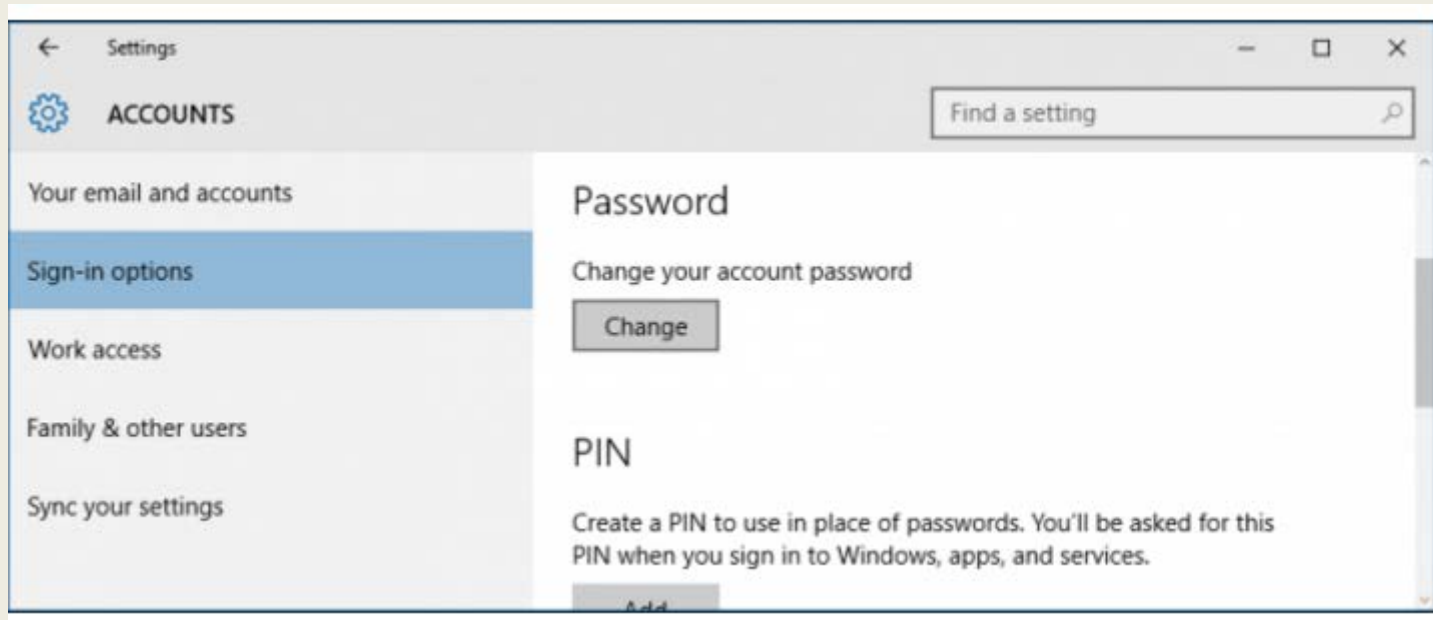 Settings
ACCOUNTS
Find a setting
Your email and accounts
Sign-in options
Work access
Family & other users
Sync your settings
Password
Change your account password
Change
PIN
Create a PIN to use in place of passwords. You'll be asked for this
PIN when you sign in to Windows, apps, and services.
Add